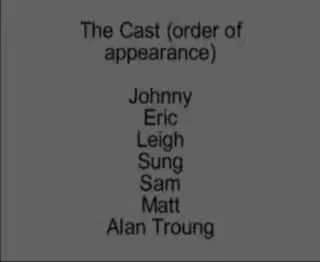 The Cast (order of
appearance)
Johnny
Eric
Leigh
Sung
Sam
Matt
Alan Troung